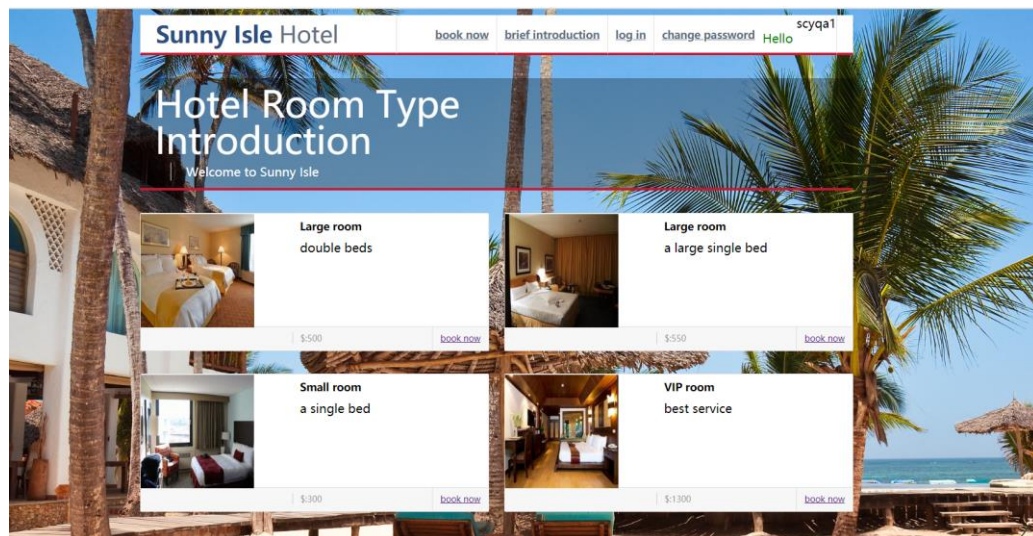 Sunny Isle Hotel
book now
brief introduction
log in
change password
scyqa1
Hello
Hotel Room Type
Introduction
Welcome to Sunny Isle
Large room
double beds
$:500
book now
Large room
a large single bed
$:550
book now
Small room
a single bed
$:300
book now
VIP room
best service
$:1300
book now